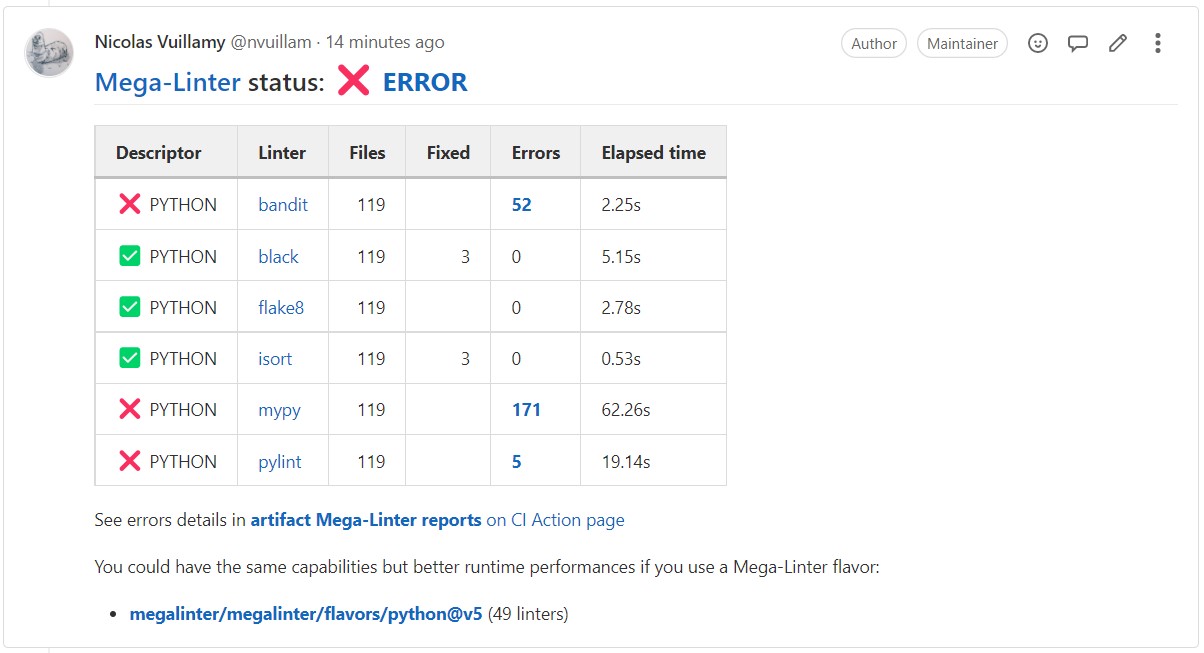 Nicolas Vuillamy @nvuillam · 14 minutes ago Author Maintainer
Mega-Linter status: ❌ ERROR
Descriptor Linter Files Fixed Errors Elapsed time
❌ PYTHON bandit 119 52 2.25s
✅ PYTHON black 119 3 0 5.15s
✅ PYTHON flake8 119 0 2.78s
✅ PYTHON isort 119 3 0 0.53s
❌ PYTHON mypy 119 171 62.26s
❌ PYTHON pylint 119 5 19.14s
See errors details in artifact Mega-Linter reports on CI Action page
You could have the same capabilities but better runtime performances if you use a Mega-Linter flavor:
• megalinter/megalinter/flavors/python@v5 (49 linters)